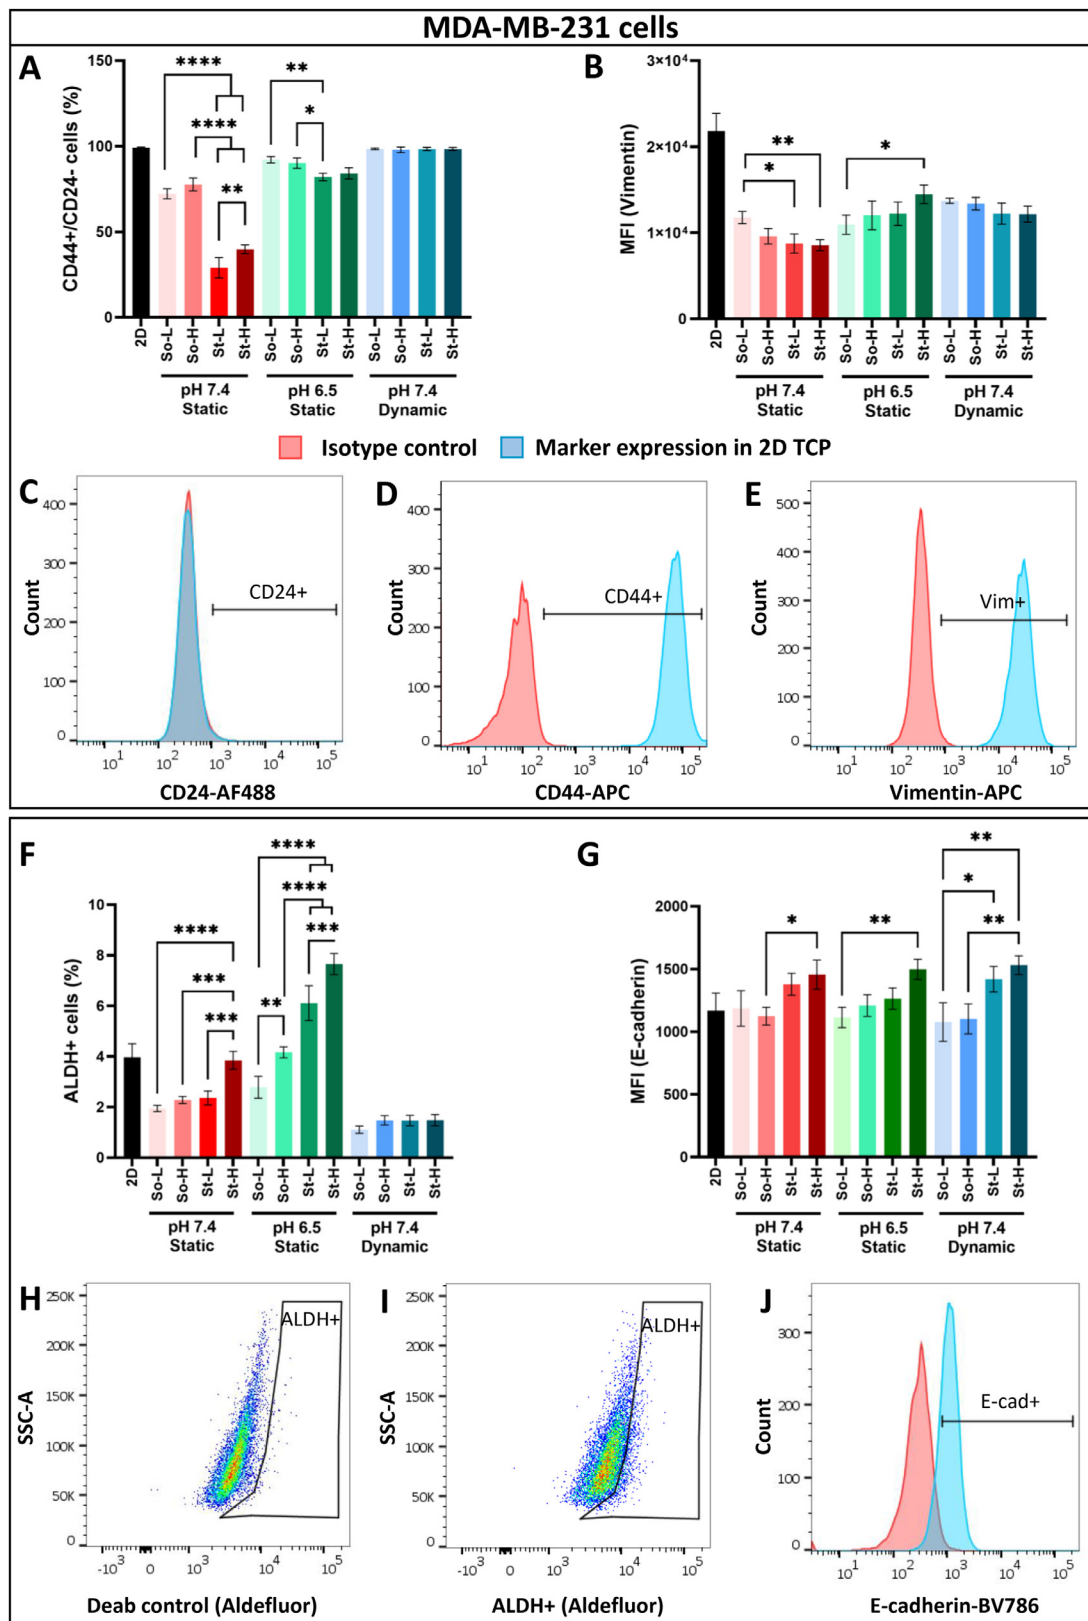 MDA-MB-231 cells
A
CD44+/CD24- cells (%)
150
100
50
0
**** 
****
**
**
*
2D
So-L
So-H
St-L
St-H
So-L
So-H
St-L
St-H
So-L
So-H
St-L
St-H
pH 7.4
Static
pH 6.5
Static
pH 7.4
Dynamic
B
MFI (Vimentin)
3×10⁴
2×10⁴
1×10⁴
0
**
*
*
2D
So-L
So-H
St-L
St-H
So-L
So-H
St-L
St-H
So-L
So-H
St-L
St-H
pH 7.4
Static
pH 6.5
Static
pH 7.4
Dynamic
Isotype control
Marker expression in 2D TCP
C
Count
400
300
200
100
0
CD24+
10¹ 10² 10³ 10⁴ 10⁵
CD24-AF488
D
Count
400
300
200
100
0
CD44+
10¹ 10² 10³ 10⁴ 10⁵
CD44-APC
E
Count
500
400
300
200
100
0
Vim+
10¹ 10² 10³ 10⁴ 10⁵
Vimentin-APC
F
ALDH+ cells (%)
10
8
6
4
2
0
****
***
***
****
****
***
**
2D
So-L
So-H
St-L
St-H
So-L
So-H
St-L
St-H
So-L
So-H
St-L
St-H
pH 7.4
Static
pH 6.5
Static
pH 7.4
Dynamic
G
MFI (E-cadherin)
2000
1500
1000
500
0
*
**
**
*
**
2D
So-L
So-H
St-L
St-H
So-L
So-H
St-L
St-H
So-L
So-H
St-L
St-H
pH 7.4
Static
pH 6.5
Static
pH 7.4
Dynamic
H
SSC-A
250K
200K
150K
100K
50K
0
ALDH+
-10³ 0 10³ 10⁴ 10⁵
Deab control (Aldefluor)
I
SSC-A
250K
200K
150K
100K
50K
0
ALDH+
-10³ 0 10³ 10⁴ 10⁵
ALDH+ (Aldefluor)
J
Count
300
200
100
0
E-cad+
10¹ 10² 10³ 10⁴ 10⁵
E-cadherin-BV786